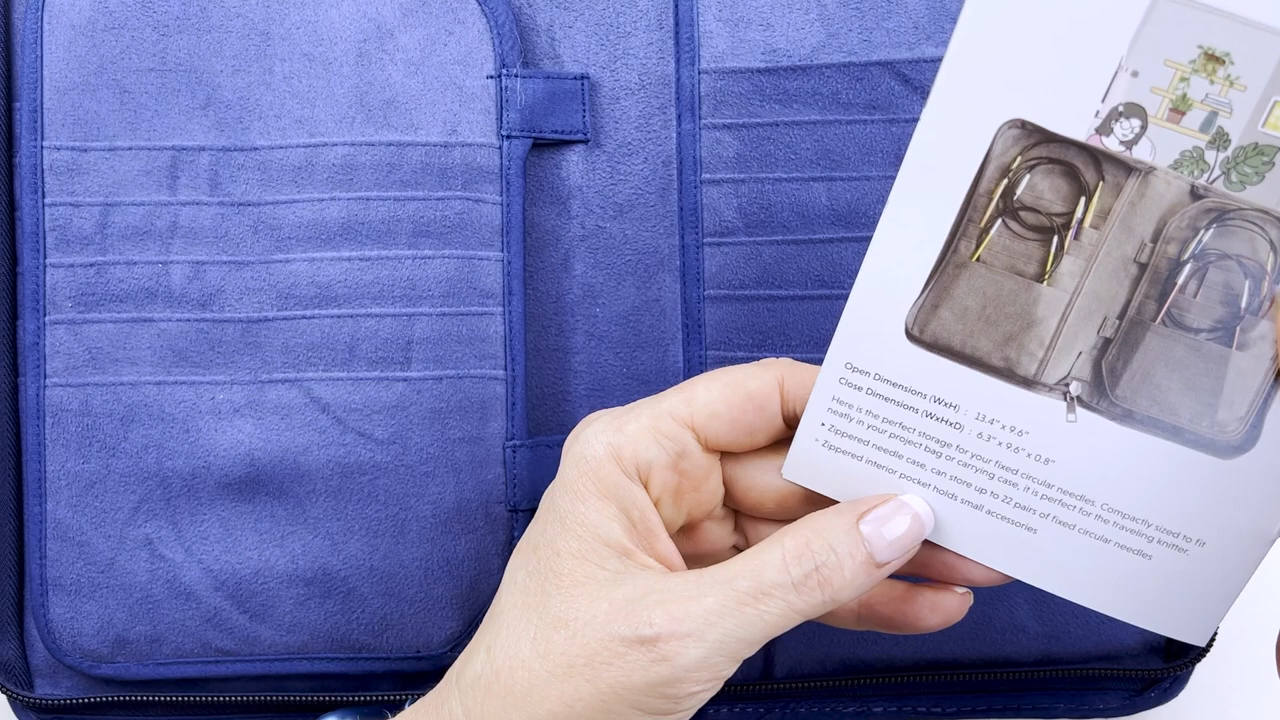 Open Dimensions (WxH) : 13.4" x 9.6"
Close Dimensions (WxHxD) : 6.3" x 9.6" x 0.8"
Here is the perfect storage for your fixed circular needles. Compactly sized to fit
neatly in your project bag or carrying case, it is perfect for the traveling knitter.
▸ Zippered needle case, can store up to 22 pairs of fixed circular needles
▸ Zippered interior pocket holds small accessories